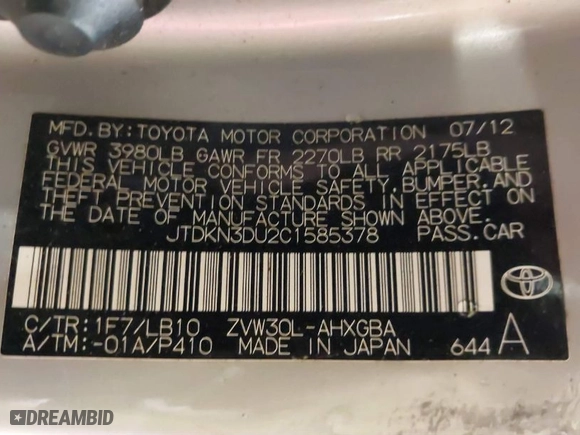 MFD.BY:TOYOTA MOTOR CORPORATION 07/12
GVWR 3980LB GAWR FR 2270LB RR 2175LB
THIS VEHICLE CONFORMS TO ALL APPLICABLE
FEDERAL MOTOR VEHICLE SAFETY,BUMPER,AND
THEFT PREVENTION STANDARDS IN EFFECT ON
THE DATE OF MANUFACTURE SHOWN ABOVE.
JTDKN3DU2C1585378 PASS.CAR
C/TR:1F7/LB10 ZVW30L-AHXGBA
A/TM:-01A/P410 MADE IN JAPAN 644 A
DREAMBID